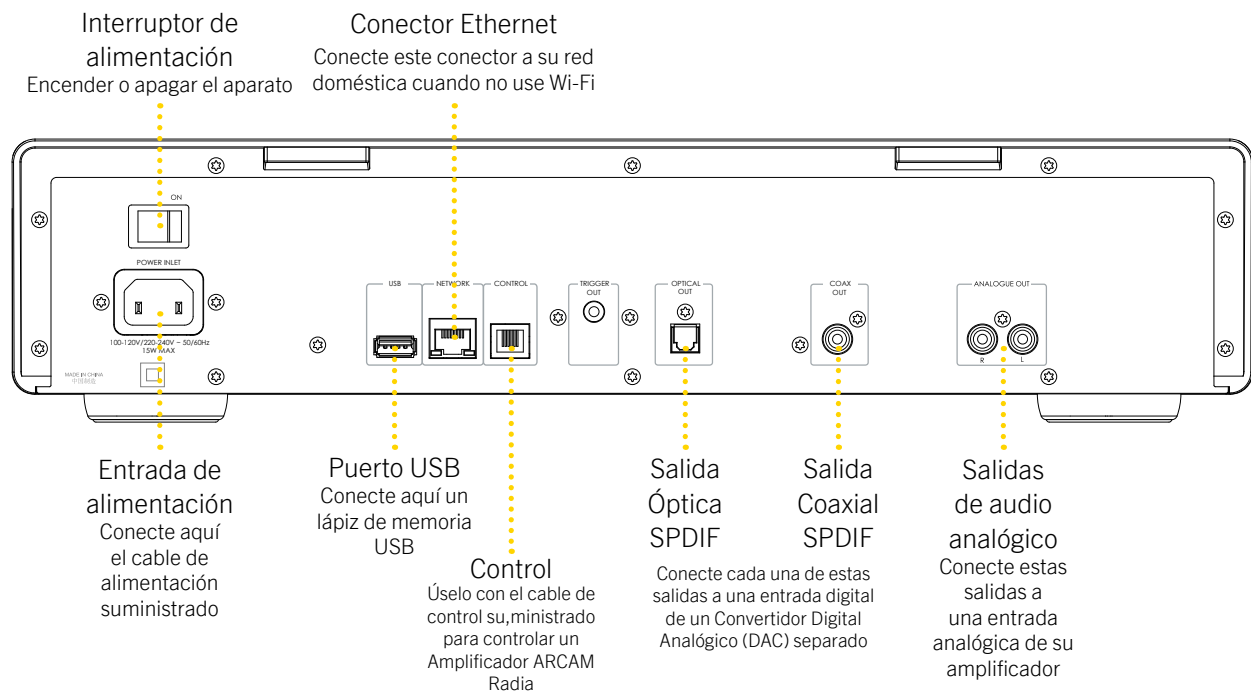 Interruptor de
alimentación
Encender o apagar el aparato
Conector Ethernet
Conecte este conector a su red
doméstica cuando no use Wi-Fi
ON
POWER INLET
100-120V/220-240V ~ 50/60Hz
15W MAX
MADE IN CHINA
中国制造
USB
NETWORK
CONTROL
TRIGGER
OUT
OPTICAL
OUT
COAX
OUT
ANALOGUE OUT
R
L
Entrada de
alimentación
Conecte aquí
el cable de
alimentación
suministrado
Puerto USB
Conecte aquí un
lápiz de memoria
USB
Control
Úselo con el cable de
control su,ministrado
para controlar un
Amplificador ARCAM
Radia
Salida
Óptica
SPDIF
Salida
Coaxial
SPDIF
Conecte cada una de estas
salidas a una entrada digital
de un Convertidor Digital
Analógico (DAC) separado
Salidas
de audio
analógico
Conecte estas
salidas a
una entrada
analógica de su
amplificador